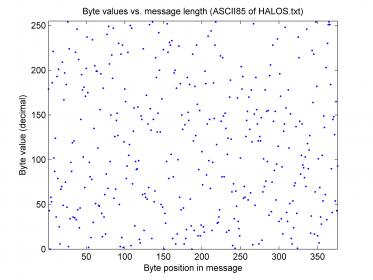 Byte values vs. message length (ASCII85 of HALOS.txt)
250
200
150
100
50
0
Byte value (decimal)
50 100 150 200 250 300 350
Byte position in message